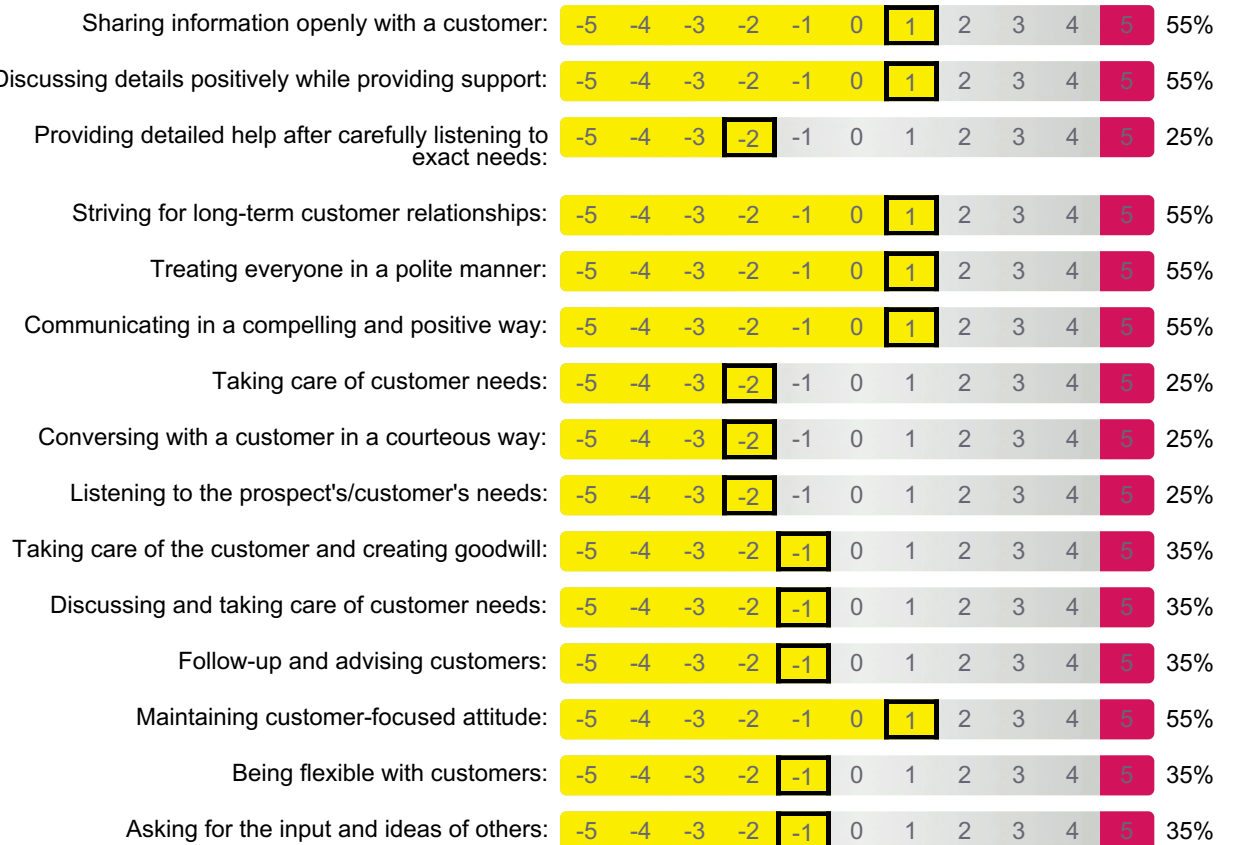 Sharing information openly with a customer: -5 -4 -3 -2 -1 0 1 2 3 4 5 55%
Discussing details positively while providing support: -5 -4 -3 -2 -1 0 1 2 3 4 5 55%
Providing detailed help after carefully listening to
exact needs: -5 -4 -3 -2 -1 0 1 2 3 4 5 25%
Striving for long-term customer relationships: -5 -4 -3 -2 -1 0 1 2 3 4 5 55%
Treating everyone in a polite manner: -5 -4 -3 -2 -1 0 1 2 3 4 5 55%
Communicating in a compelling and positive way: -5 -4 -3 -2 -1 0 1 2 3 4 5 55%
Taking care of customer needs: -5 -4 -3 -2 -1 0 1 2 3 4 5 25%
Conversing with a customer in a courteous way: -5 -4 -3 -2 -1 0 1 2 3 4 5 25%
Listening to the prospect's/customer's needs: -5 -4 -3 -2 -1 0 1 2 3 4 5 25%
Taking care of the customer and creating goodwill: -5 -4 -3 -2 -1 0 1 2 3 4 5 35%
Discussing and taking care of customer needs: -5 -4 -3 -2 -1 0 1 2 3 4 5 35%
Follow-up and advising customers: -5 -4 -3 -2 -1 0 1 2 3 4 5 35%
Maintaining customer-focused attitude: -5 -4 -3 -2 -1 0 1 2 3 4 5 55%
Being flexible with customers: -5 -4 -3 -2 -1 0 1 2 3 4 5 35%
Asking for the input and ideas of others: -5 -4 -3 -2 -1 0 1 2 3 4 5 35%